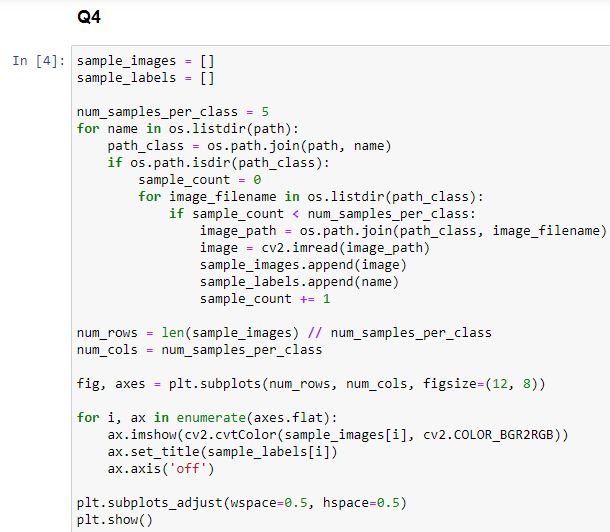 Q4
In [4]: sample_images = []
sample_labels = []
num_samples_per_class = 5
for name in os.listdir(path):
    path_class = os.path.join(path, name)
    if os.path.isdir(path_class):
        sample_count = 0
        for image_filename in os.listdir(path_class):
            if sample_count < num_samples_per_class:
                image_path = os.path.join(path_class, image_filename)
                image = cv2.imread(image_path)
                sample_images.append(image)
                sample_labels.append(name)
                sample_count += 1
num_rows = len(sample_images) // num_samples_per_class
num_cols = num_samples_per_class
fig, axes = plt.subplots(num_rows, num_cols, figsize=(12, 8))
for i, ax in enumerate(axes.flat):
    ax.imshow(cv2.cvtColor(sample_images[i], cv2.COLOR_BGR2RGB))
    ax.set_title(sample_labels[i])
    ax.axis('off')
plt.subplots_adjust(wspace=0.5, hspace=0.5)
plt.show()